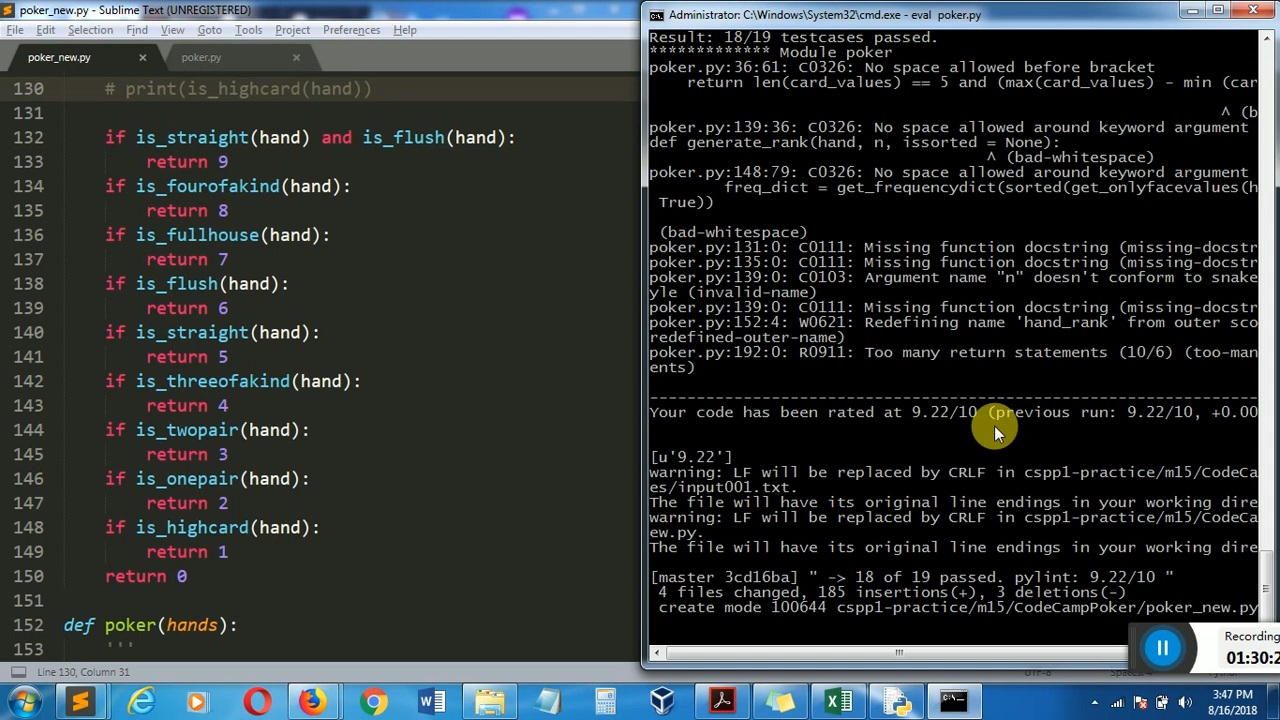 poker_new.py - Sublime Text (UNREGISTERED)
File Edit Selection Find View Goto Tools Project Preferences Help
poker_new.py
poker.py
130 # print(is_highcard(hand))
131
132 if is_straight(hand) and is_flush(hand):
133 return 9
134 if is_fourofakind(hand):
135 return 8
136 if is_fullhouse(hand):
137 return 7
138 if is_flush(hand):
139 return 6
140 if is_straight(hand):
141 return 5
142 if is_threeofakind(hand):
143 return 4
144 if is_twopair(hand):
145 return 3
146 if is_onepair(hand):
147 return 2
148 if is_highcard(hand):
149 return 1
150 return 0
151
152 def poker(hands):
153 '''
Line 130, Column 31
Administrator: C:\Windows\System32\cmd.exe - eval poker.py
Result: 18/19 testcases passed.
************* Module poker
poker.py:36:61: C0326: No space allowed before bracket
return len(card_values) == 5 and (max(card_values) - min (car
^ (b
poker.py:139:36: C0326: No space allowed around keyword argument
def generate_rank(hand, n, issorted = None):
^ (bad-whitespace)
poker.py:148:79: C0326: No space allowed around keyword argument
freq_dict = get_frequencydict(sorted(get_onlyfacevalues(h
True))
(bad-whitespace)
poker.py:131:0: C0111: Missing function docstring (missing-docstr
poker.py:135:0: C0111: Missing function docstring (missing-docstr
poker.py:139:0: C0103: Argument name "n" doesn't conform to snake
yle (invalid-name)
poker.py:139:0: C0111: Missing function docstring (missing-docstr
poker.py:152:4: W0621: Redefining name 'hand_rank' from outer sco
redefined-outer-name)
poker.py:192:0: R0911: Too many return statements (10/6) (too-man
ents)
-----------------------------------------------------------------
Your code has been rated at 9.22/10 (previous run: 9.22/10, +0.00
[u'9.22']
warning: LF will be replaced by CRLF in cspp1-practice/m15/CodeCa
es/input001.txt.
The file will have its original line endings in your working dire
warning: LF will be replaced by CRLF in cspp1-practice/m15/CodeCa
ew.py.
The file will have its original line endings in your working dire
[master 3cd16ba] " -> 18 of 19 passed. pylint: 9.22/10 "
4 files changed, 185 insertions(+), 3 deletions(-)
create mode 100644 cspp1-practice/m15/CodeCampPoker/poker_new.py
Recording
01:30:2
3:47 PM
8/16/2018